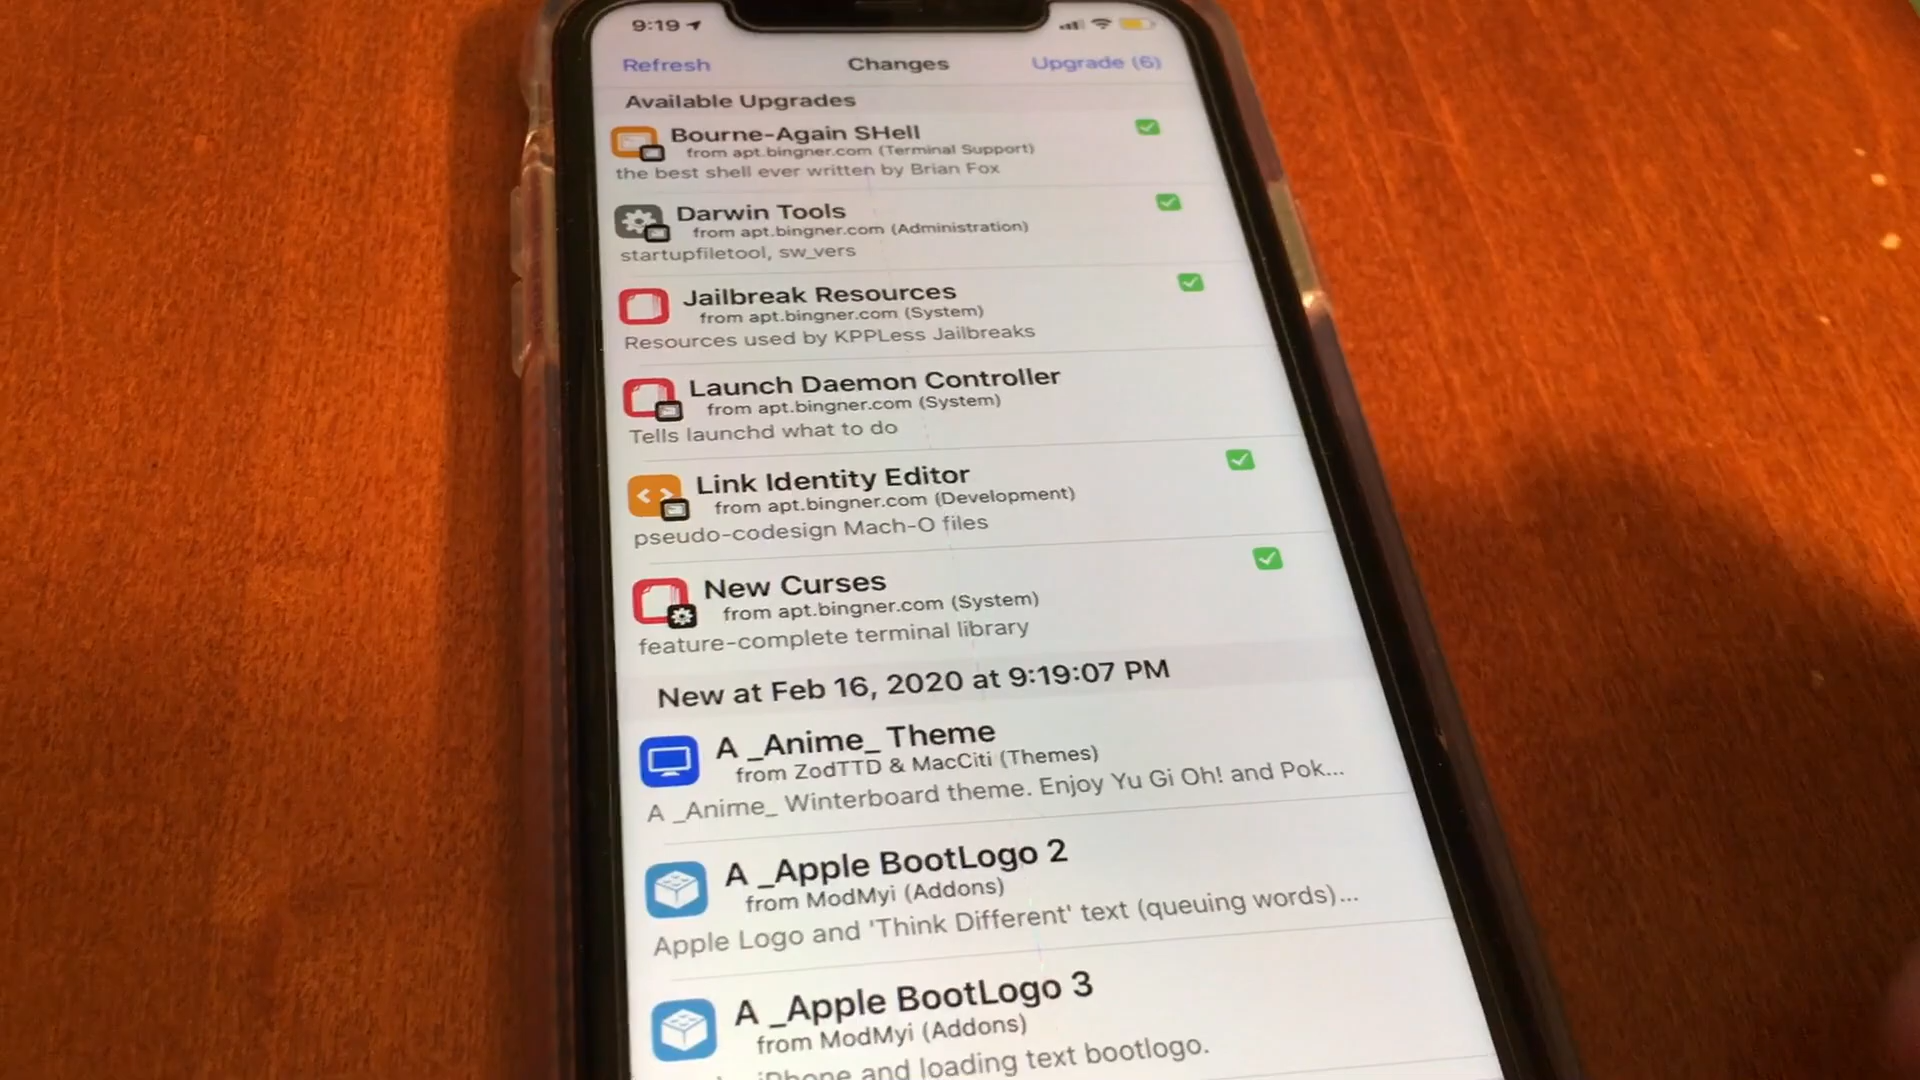 9:19
Refresh Changes Upgrade (6)
Available Upgrades
Bourne-Again SHell
from apt.bingner.com (Terminal Support)
the best shell ever written by Brian Fox
Darwin Tools
from apt.bingner.com (Administration)
startupfiletool, sw_vers
Jailbreak Resources
from apt.bingner.com (System)
Resources used by KPPLess Jailbreaks
Launch Daemon Controller
from apt.bingner.com (System)
Tells launchd what to do
Link Identity Editor
from apt.bingner.com (Development)
pseudo-codesign Mach-O files
New Curses
from apt.bingner.com (System)
feature-complete terminal library
New at Feb 16, 2020 at 9:19:07 PM
A _Anime_ Theme
from ZodTTD & MacCiti (Themes)
A _Anime_ Winterboard theme. Enjoy Yu Gi Oh! and Pok...
A _Apple BootLogo 2
from ModMyi (Addons)
Apple Logo and 'Think Different' text (queuing words)...
A _Apple BootLogo 3
from ModMyi (Addons)
iPhone and loading text bootlogo.